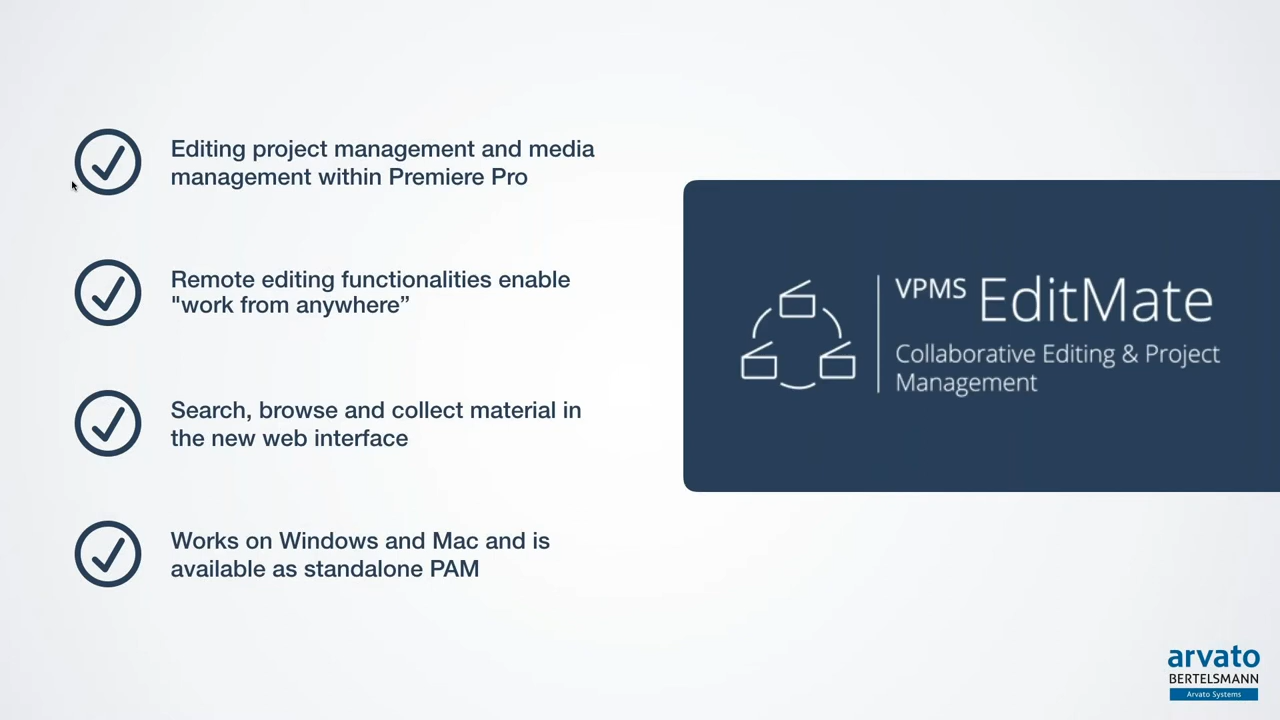 Editing project management and media
management within Premiere Pro
Remote editing functionalities enable
"work from anywhere”
Search, browse and collect material in
the new web interface
Works on Windows and Mac and is
available as standalone PAM
VPMS EditMate
Collaborative Editing & Project
Management
arvato
BERTELSMANN
Arvato Systems